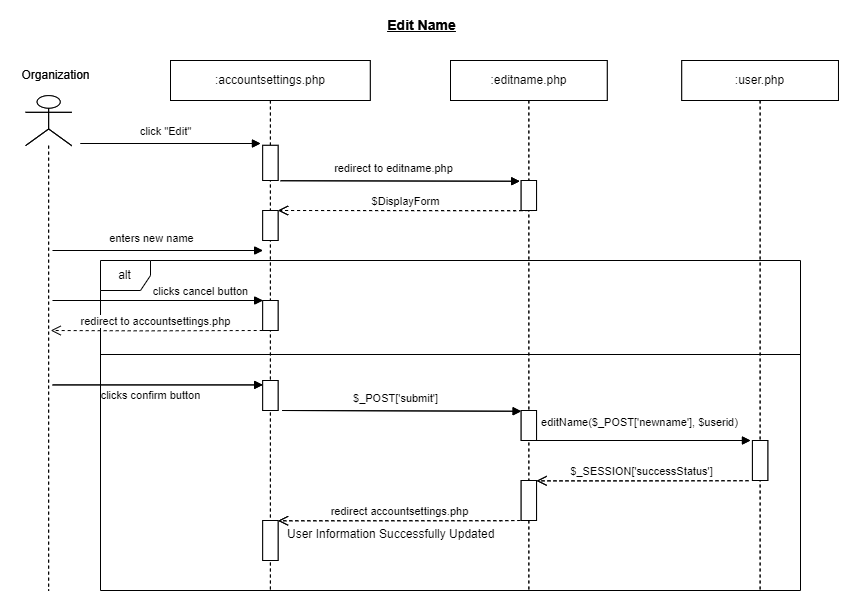 Edit Name
Organization
:accountsettings.php
:editname.php
:user.php
click "Edit"
redirect to editname.php
$DisplayForm
enters new name
alt
clicks cancel button
redirect to accountsettings.php
clicks confirm button
$_POST['submit']
editName($_POST['newname'], $userid)
$_SESSION['successStatus']
redirect accountsettings.php
User Information Successfully Updated